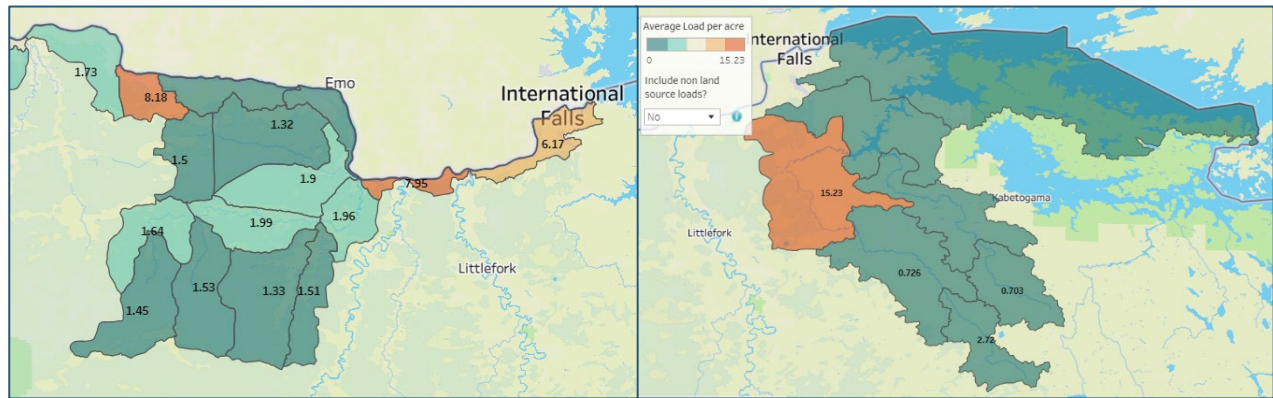 1.73
8.18
Emo
International
Falls
1.32
6.17
1.5
1.9
7.95
1.96
1.99
1.64
Littlefork
1.53
1.33
1.51
1.45
Average Load per acre
0
15.23
Include non land
source loads?
No
International
Falls
15.23
Kabetogama
Littlefork
0.726
0.703
2.72